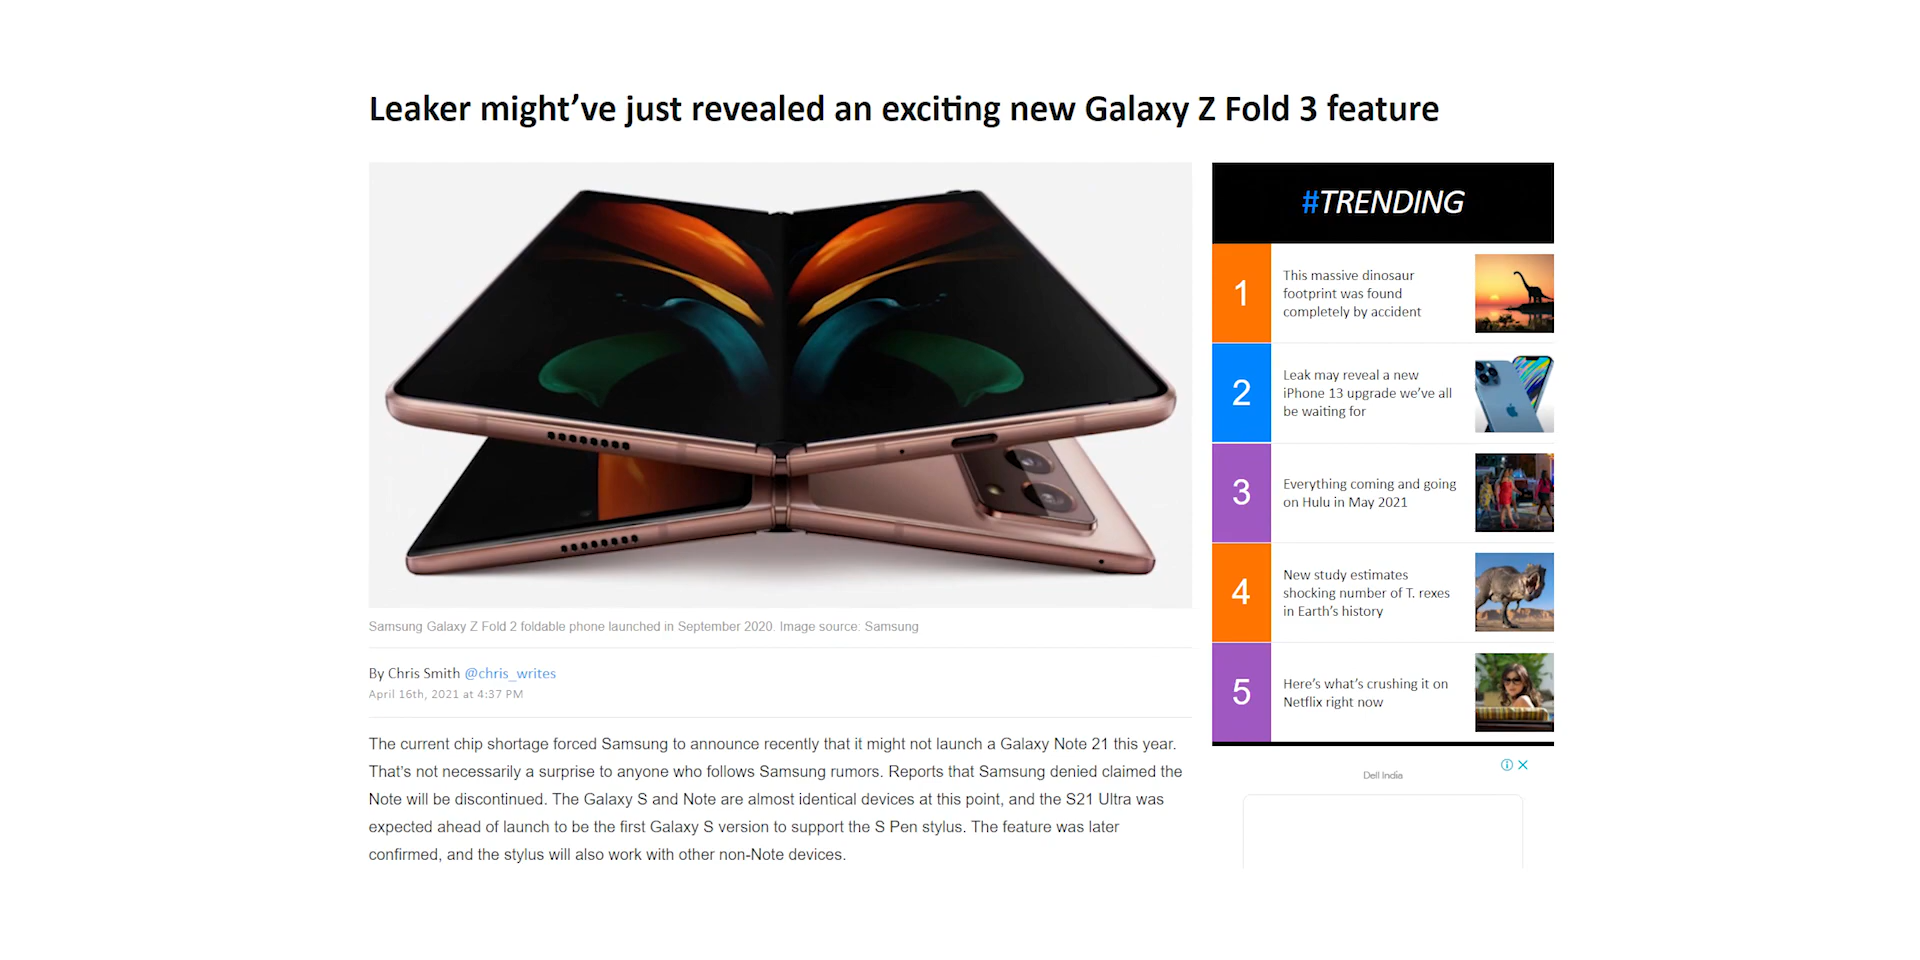 Leaker might’ve just revealed an exciting new Galaxy Z Fold 3 feature
Samsung Galaxy Z Fold 2 foldable phone launched in September 2020. Image source: Samsung
By Chris Smith @chris_writes
April 16th, 2021 at 4:37 PM
The current chip shortage forced Samsung to announce recently that it might not launch a Galaxy Note 21 this year.
That's not necessarily a surprise to anyone who follows Samsung rumors. Reports that Samsung denied claimed the
Note will be discontinued. The Galaxy S and Note are almost identical devices at this point, and the S21 Ultra was
expected ahead of launch to be the first Galaxy S version to support the S Pen stylus. The feature was later
confirmed, and the stylus will also work with other non-Note devices.
#TRENDING
1
This massive dinosaur
footprint was found
completely by accident
2
Leak may reveal a new
iPhone 13 upgrade we’ve all
be waiting for
3
Everything coming and going
on Hulu in May 2021
4
New study estimates
shocking number of T. rexes
in Earth’s history
5
Here’s what’s crushing it on
Netflix right now
Dell India